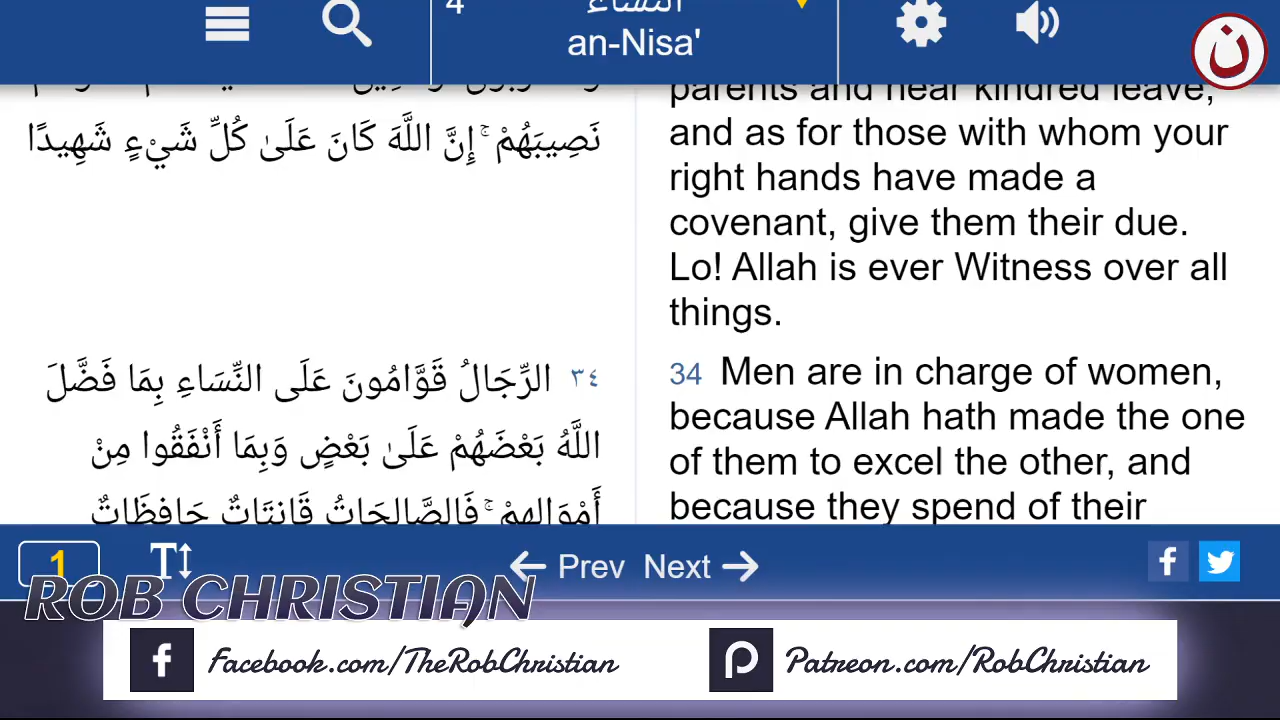 4
النساء
an-Nisa'
ن
نَصِيبَهُمْ ۚ إِنَّ اللَّهَ كَانَ عَلَىٰ كُلِّ شَيْءٍ شَهِيدًا
٣٤ الرِّجَالُ قَوَّامُونَ عَلَى النِّسَاءِ بِمَا فَضَّلَ
اللَّهُ بَعْضَهُمْ عَلَىٰ بَعْضٍ وَبِمَا أَنْفَقُوا مِنْ
أَمْوَالِهِمْ ۚ فَالصَّالِحَاتُ قَانِتَاتٌ حَافِظَاتٌ
parents and near kindred leave,
and as for those with whom your
right hands have made a
covenant, give them their due.
Lo! Allah is ever Witness over all
things.
34 Men are in charge of women,
because Allah hath made the one
of them to excel the other, and
because they spend of their
1
T
Prev Next
ROB CHRISTIAN
Facebook.com/TheRobChristian
Patreon.com/RobChristian